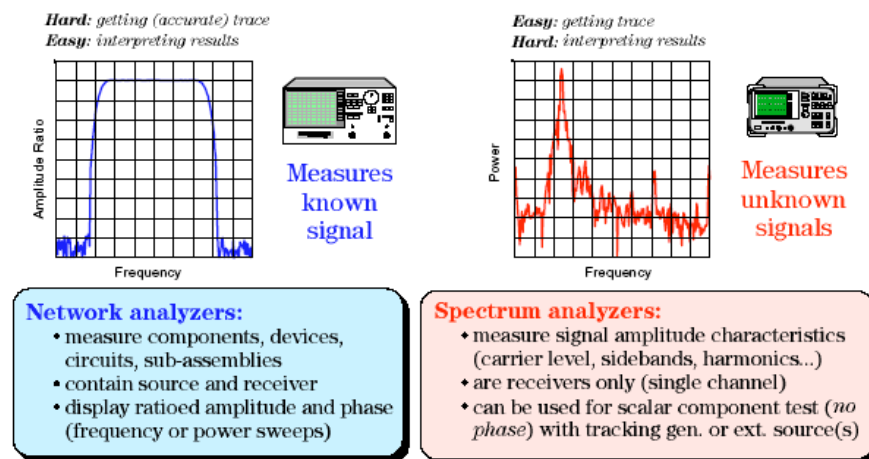 Hard: getting (accurate) trace
Easy: interpreting results
Amplitude Ratio
Frequency
Measures
known
signal
Easy: getting trace
Hard: interpreting results
Power
Frequency
Measures
unknown
signals
Network analyzers:
• measure components, devices,
circuits, sub-assemblies
• contain source and receiver
• display ratioed amplitude and phase
(frequency or power sweeps)
Spectrum analyzers:
• measure signal amplitude characteristics
(carrier level, sidebands, harmonics...)
• are receivers only (single channel)
• can be used for scalar component test (no
phase) with tracking gen. or ext. source(s)